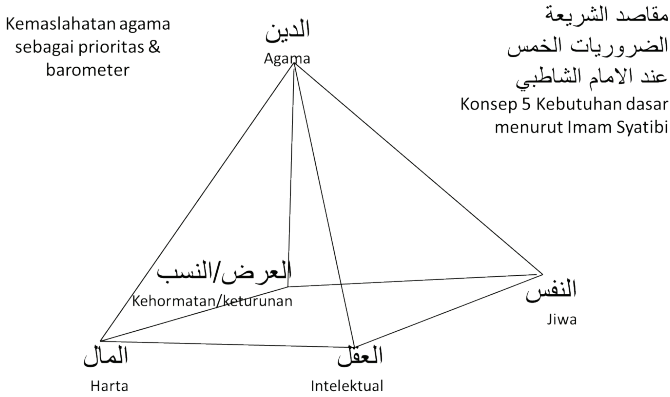 Kemaslahatan agama
sebagai prioritas &
barometer
مقاصد الشريعة
الضروريات الخمس
عند الامام الشاطبي
Konsep 5 Kebutuhan dasar
menurut Imam Syatibi
الدين
Agama
العرض/النسب
Kehormatan/keturunan
النفس
Jiwa
المال
Harta
العقل
Intelektual